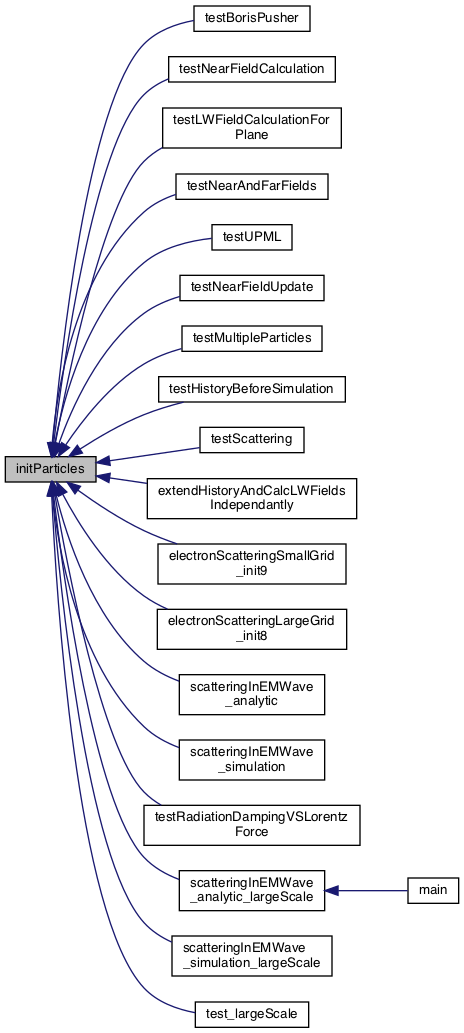 testBorisPusher
testNearFieldCalculation
testLWFieldCalculationFor
Plane
testNearAndFarFields
testUPML
testNearFieldUpdate
testMultipleParticles
testHistoryBeforeSimulation
testScattering
initParticles
extendHistoryAndCalcLWFields
Independantly
electronScatteringSmallGrid
_init9
electronScatteringLargeGrid
_init8
scatteringInEMWave
_analytic
scatteringInEMWave
_simulation
testRadiationDampingVSLorentz
Force
scatteringInEMWave
_analytic_largeScale
main
scatteringInEMWave
_simulation_largeScale
test_largeScale